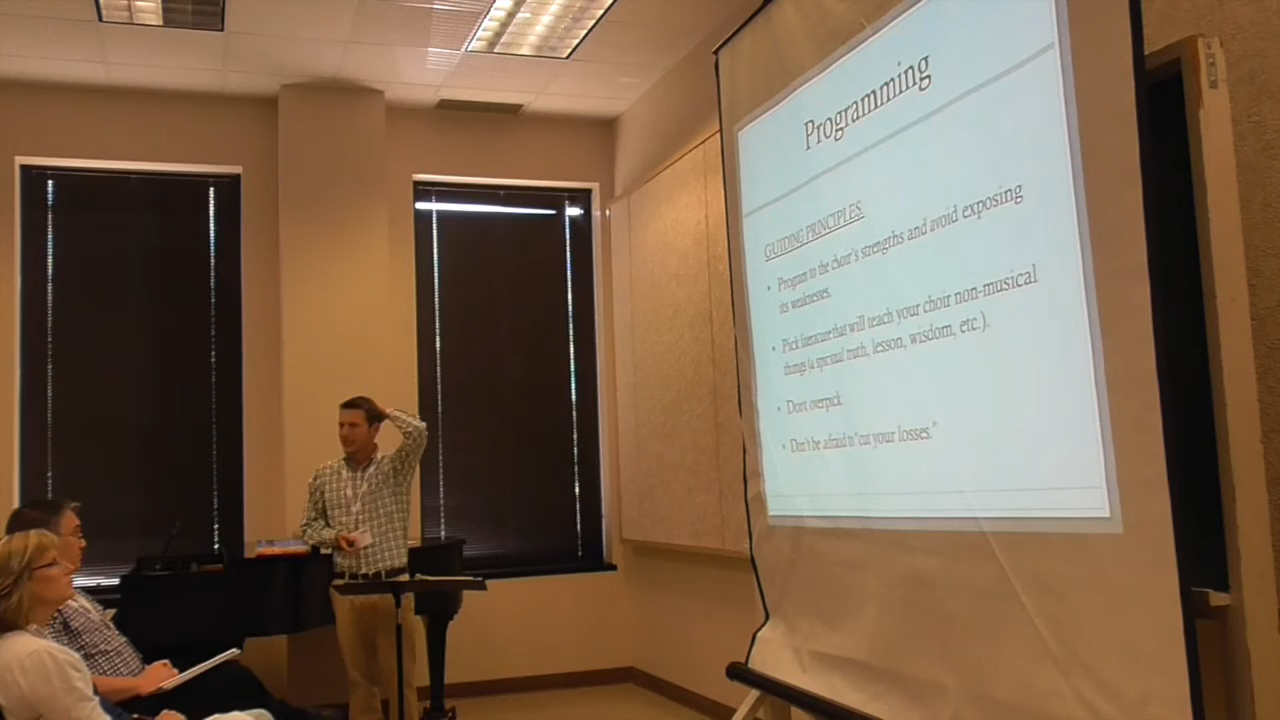 Programming
GUIDING PRINCIPLES
• Program to the choir's strengths and avoid exposing
its weaknesses.
• Pick literature that will teach your choir non-musical
things (a spiritual truth, lesson, wisdom, etc.).
• Don't overpick
• Don't be afraid to "cut your losses."